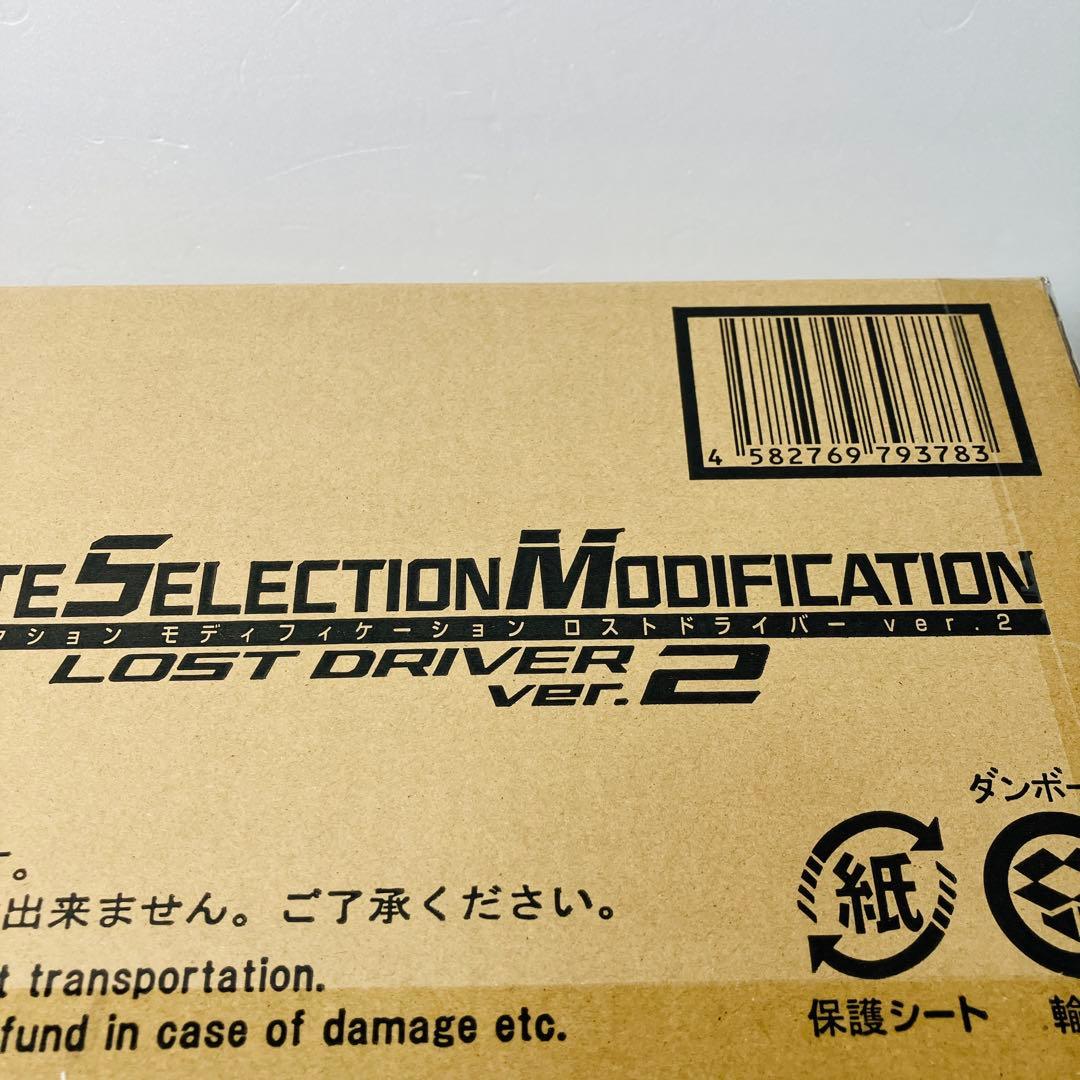 4 582769 793783
TE SELECTION MODIFICATION
クション モディフィケーション ロストドライバー ver.2
LOST DRIVER
ver.2
ダンボー
す。
出来ません。ご了承ください。
紙
t transportation.
fund in case of damage etc.
保護シート
輸